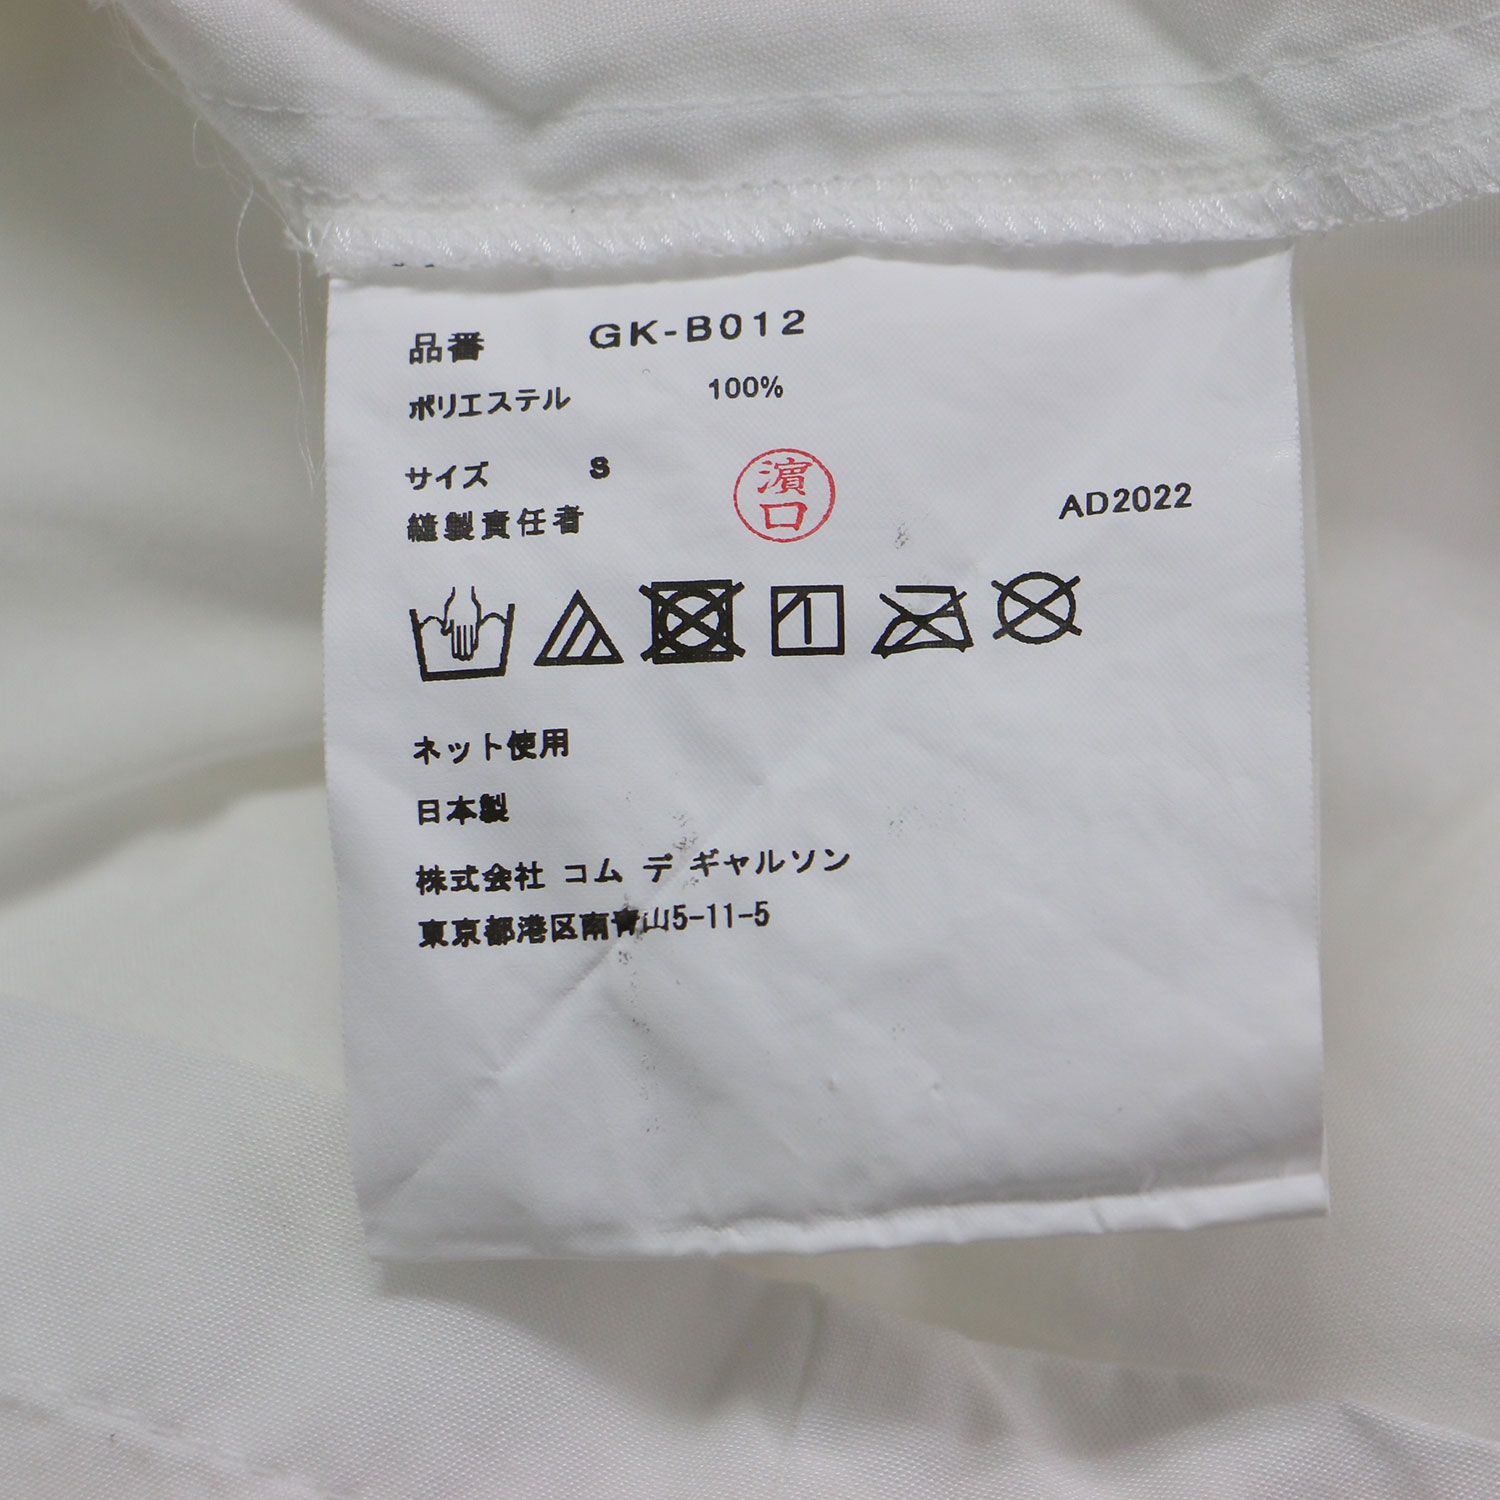 品番 GK-B012
ポリエステル 100%
サイズ S
濱口
縫製責任者
AD2022
ネット使用
日本製
株式会社 コム デ ギャルソン
東京都港区南青山5-11-5